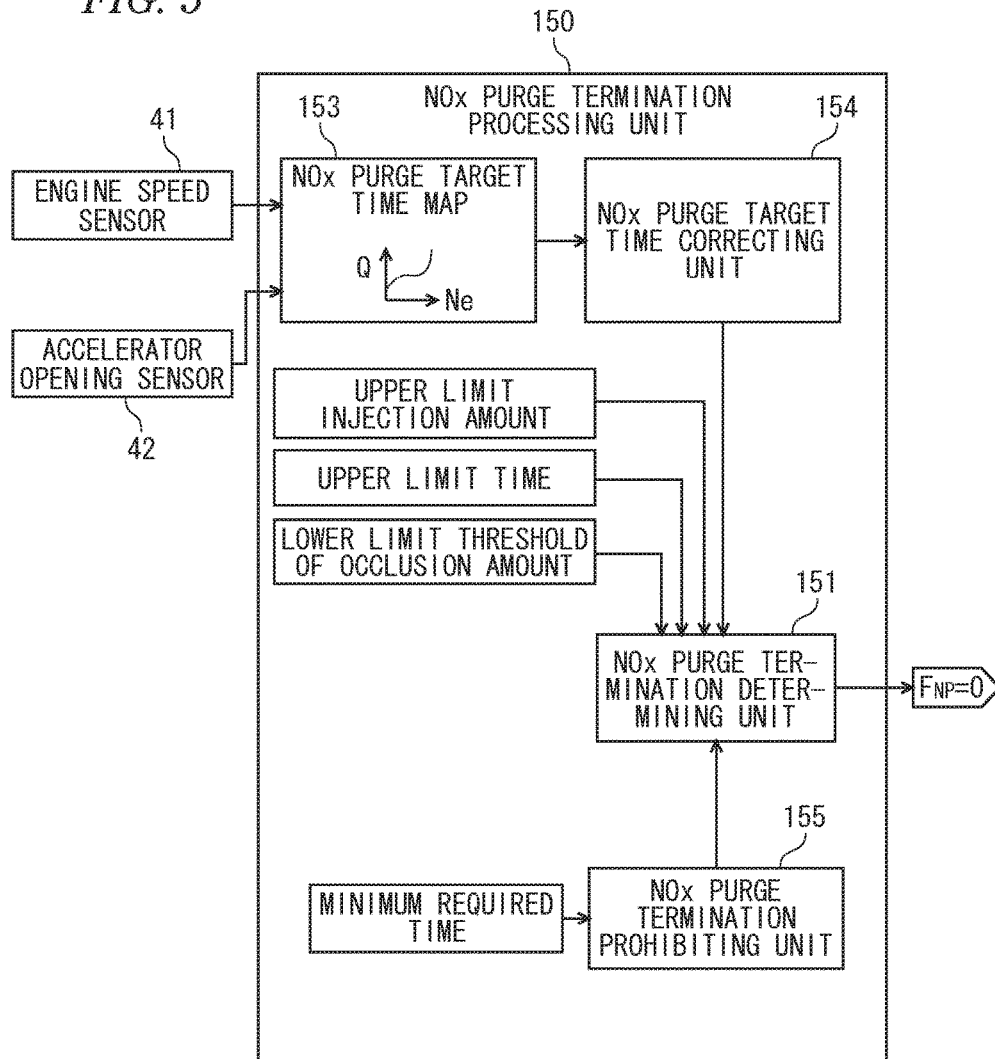 150
NOx PURGE TERMINATION
PROCESSING UNIT
41
153
154
ENGINE SPEED
SENSOR
NOx PURGE TARGET
TIME MAP
Q
Ne
NOx PURGE TARGET
TIME CORRECTING
UNIT
ACCELERATOR
OPENING SENSOR
42
UPPER LIMIT
INJECTION AMOUNT
UPPER LIMIT TIME
LOWER LIMIT THRESHOLD
OF OCCLUSION AMOUNT
151
NOx PURGE TER-
MINATION DETER-
MINING UNIT
FNP=0
155
MINIMUM REQUIRED
TIME
NOx PURGE
TERMINATION
PROHIBITING UNIT